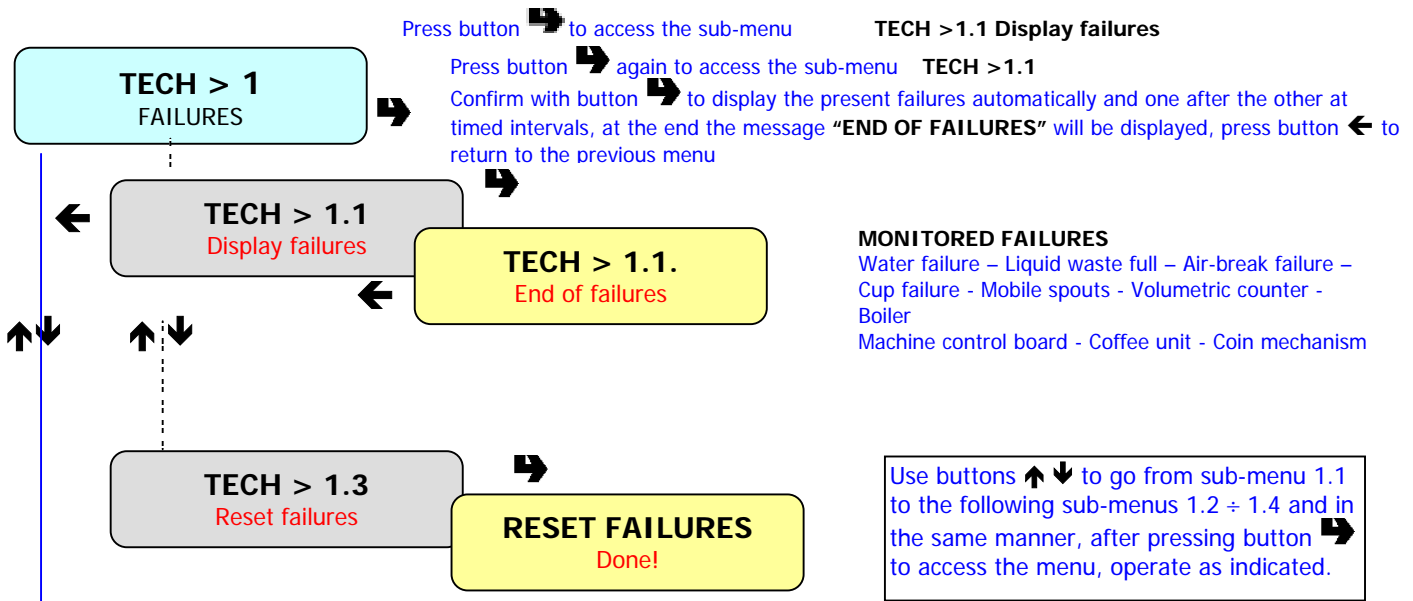 Press button to access the sub-menu TECH >1.1 Display failures
TECH > 1
FAILURES
Press button again to access the sub-menu TECH >1.1
Confirm with button to display the present failures automatically and one after the other at
timed intervals, at the end the message “END OF FAILURES” will be displayed, press button ← to
return to the previous menu
TECH > 1.1
Display failures
TECH > 1.1.
End of failures
MONITORED FAILURES
Water failure – Liquid waste full – Air-break failure –
Cup failure - Mobile spouts - Volumetric counter -
Boiler
Machine control board - Coffee unit - Coin mechanism
TECH > 1.3
Reset failures
RESET FAILURES
Done!
Use buttons ↑ ↓ to go from sub-menu 1.1
to the following sub-menus 1.2 ÷ 1.4 and in
the same manner, after pressing button
to access the menu, operate as indicated.